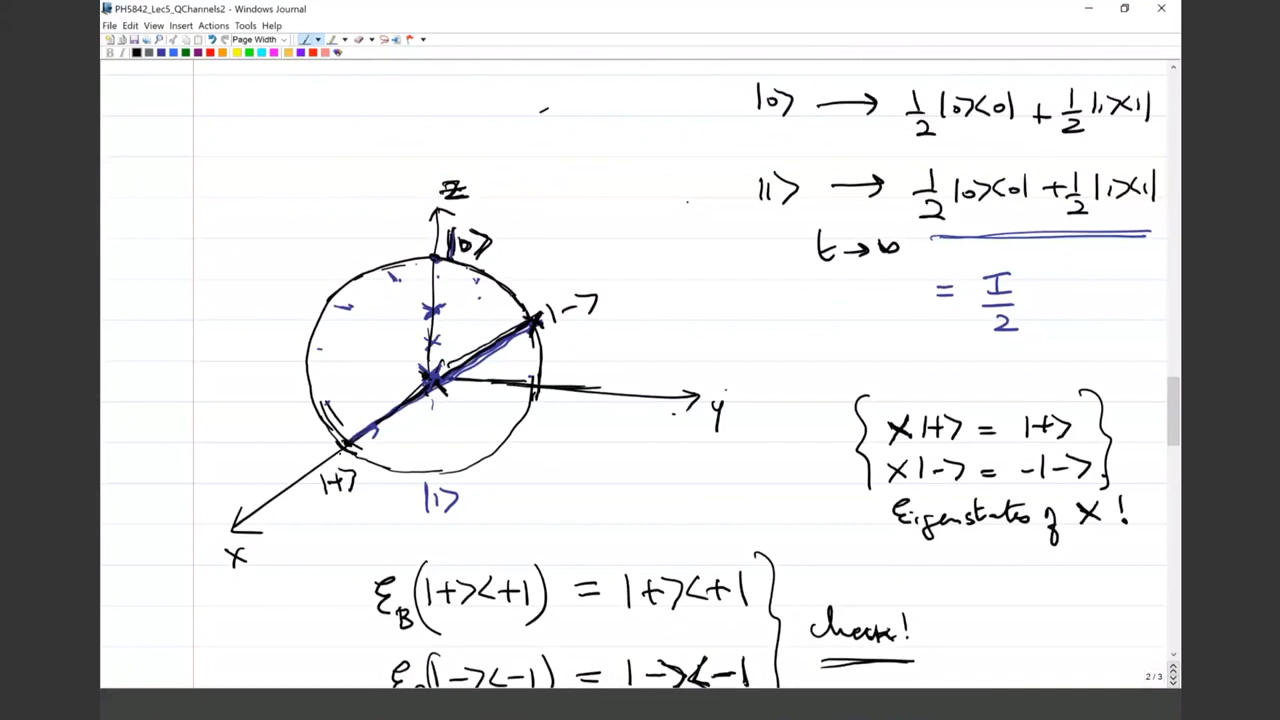 PH5842_Lec5_QChannels2 - Windows Journal
File Edit View Insert Actions Tools Help
Page Width
B I
|0> ⟶ 1/2 |0><0| + 1/2 |1><1|
|1> ⟶ 1/2 |0><0| + 1/2 |1><1|
t → ∞
= I/2
Z
|0>
|->
y
|+>
|1>
X
X|+> = |+>
X|-> = -|->
Eigenstates of X!
ℰ_B(|+><+|) = |+><+|
ℰ_B(|-><-|) = |-><-|
check!
2 / 3